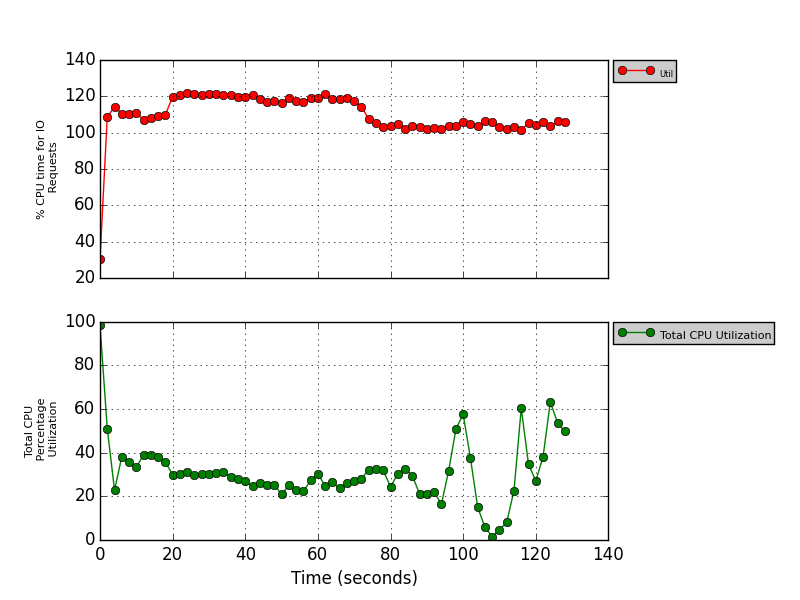 140
120
100
80
60
40
20
% CPU time for IO
Requests
Util
100
80
60
40
20
0
Total CPU
Percentage
Utilization
Total CPU Utilization
0 20 40 60 80 100 120 140
Time (seconds)